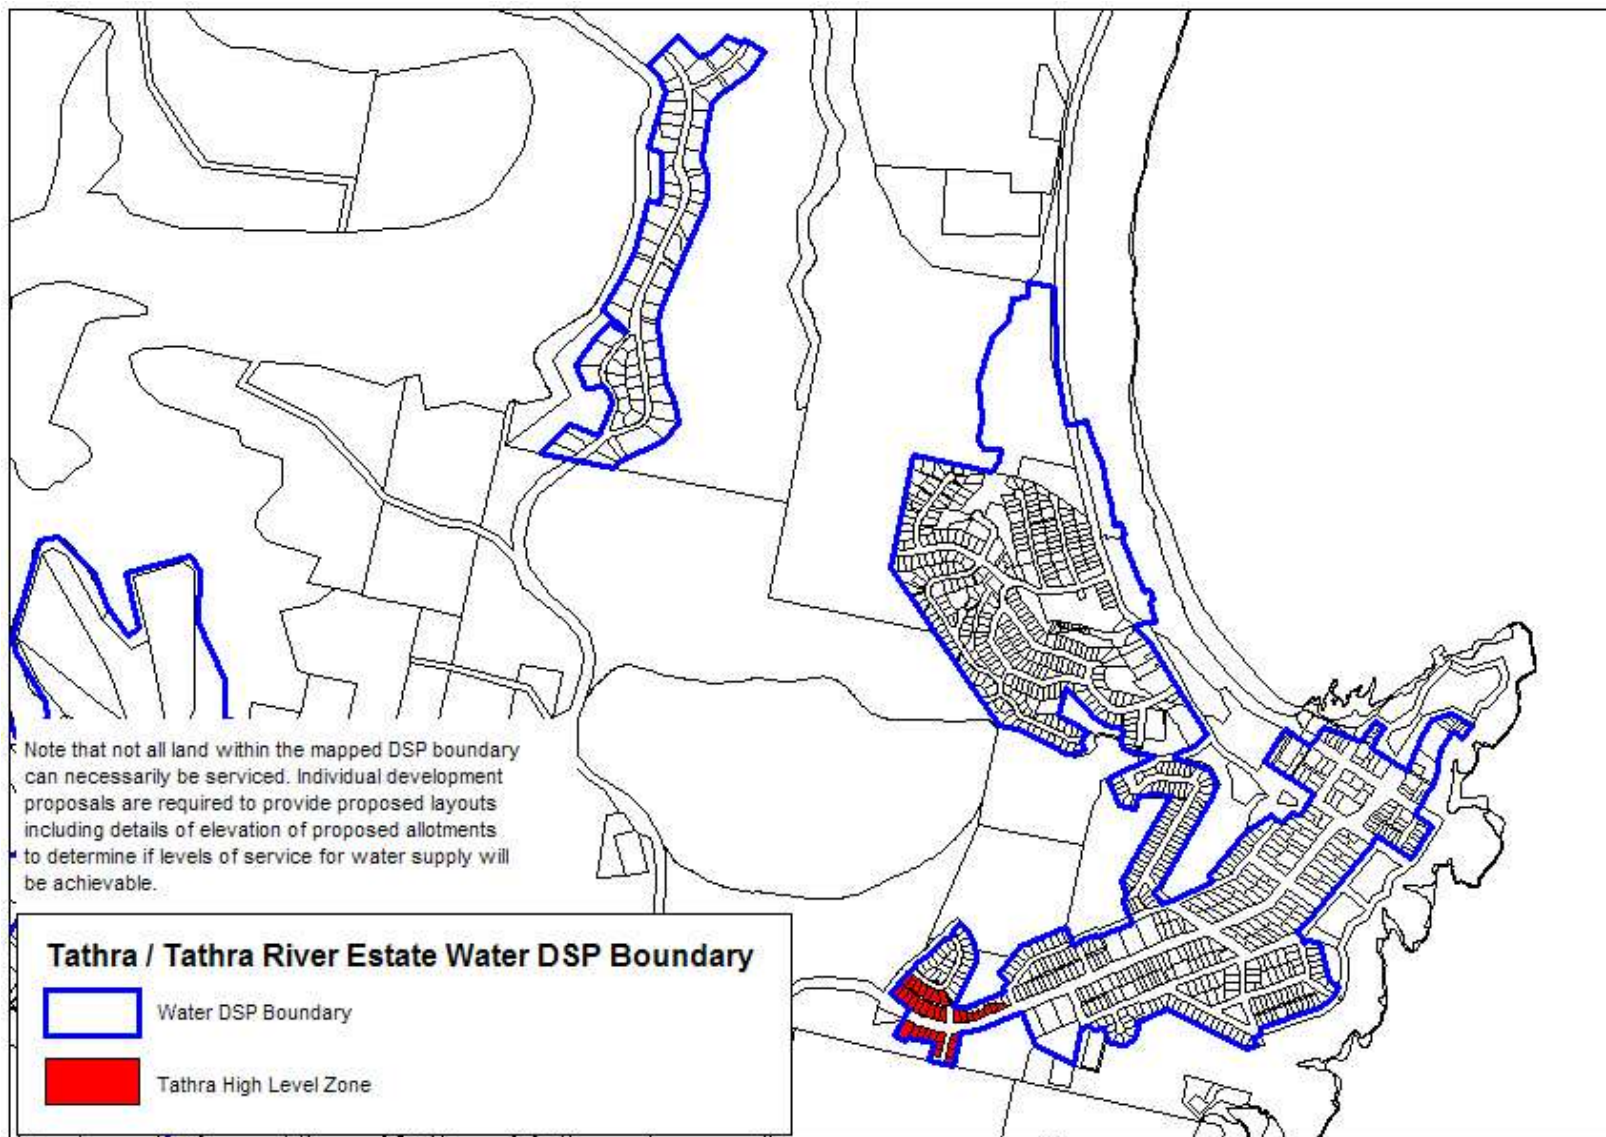 Note that not all land within the mapped DSP boundary
can necessarily be serviced. Individual development
proposals are required to provide proposed layouts
including details of elevation of proposed allotments
to determine if levels of service for water supply will
be achievable.
Tathra / Tathra River Estate Water DSP Boundary
Water DSP Boundary
Tathra High Level Zone